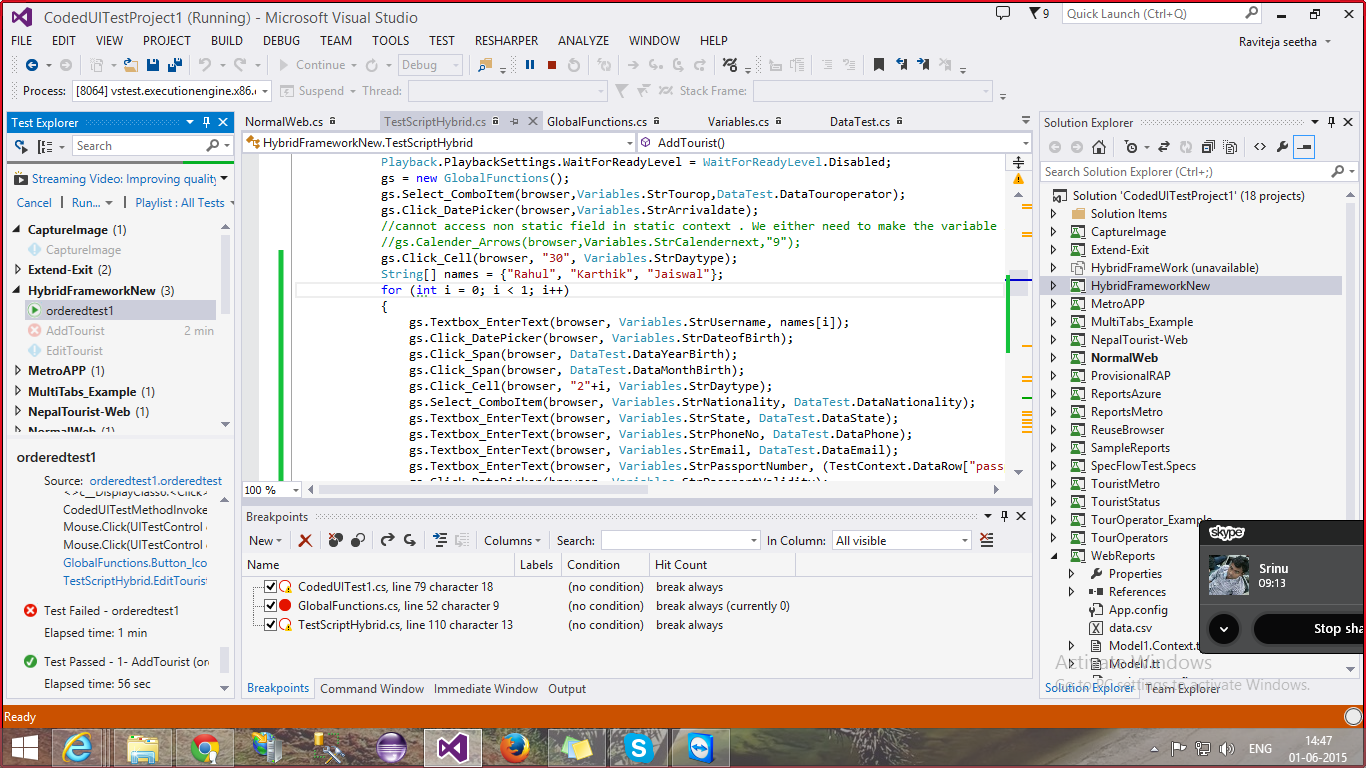 CodedUITestProject1 (Running) - Microsoft Visual Studio
9
Quick Launch (Ctrl+Q)
FILE EDIT VIEW PROJECT BUILD DEBUG TEAM TOOLS TEST RESHARPER ANALYZE WINDOW HELP
Raviteja seetha
Continue Debug
Process: [8064] vstest.executionengine.x86. Suspend Thread: Stack Frame:
Test Explorer
Search
Streaming Video: Improving quality
Cancel Run... Playlist : All Tests
CaptureImage (1)
CaptureImage
Extend-Exit (2)
HybridFrameworkNew (3)
orderedtest1
AddTourist 2 min
EditTourist
MetroAPP (1)
MultiTabs_Example (1)
NepalTourist-Web (1)
NormalWeb (1)
orderedtest1
Source: orderedtest1.orderedtest
<>c__DisplayClass6.<Click>
CodedUITestMethodInvoke
Mouse.Click(UITestControl
Mouse.Click(UITestControl
GlobalFunctions.Button_Ico
TestScriptHybrid.EditTourist
Test Failed - orderedtest1
Elapsed time: 1 min
Test Passed - 1- AddTourist (or
Elapsed time: 56 sec
NormalWeb.cs TestScriptHybrid.cs GlobalFunctions.cs Variables.cs DataTest.cs
HybridFrameworkNew.TestScriptHybrid AddTourist()
Playback.PlaybackSettings.WaitForReadyLevel = WaitForReadyLevel.Disabled;
gs = new GlobalFunctions();
gs.Select_ComboItem(browser,Variables.StrTourop,DataTest.DataTouroperator);
gs.Click_DatePicker(browser,Variables.StrArrivaldate);
//cannot access non static field in static context . We either need to make the variable
//gs.Calender_Arrows(browser,Variables.StrCalendernext,"9");
gs.Click_Cell(browser, "30", Variables.StrDaytype);
String[] names = {"Rahul", "Karthik", "Jaiswal"};
for (int i = 0; i < 1; i++)
{
gs.Textbox_EnterText(browser, Variables.StrUsername, names[i]);
gs.Click_DatePicker(browser, Variables.StrDateofBirth);
gs.Click_Span(browser, DataTest.DataYearBirth);
gs.Click_Span(browser, DataTest.DataMonthBirth);
gs.Click_Cell(browser, "2"+i, Variables.StrDaytype);
gs.Select_ComboItem(browser, Variables.StrNationality, DataTest.DataNationality);
gs.Textbox_EnterText(browser, Variables.StrState, DataTest.DataState);
gs.Textbox_EnterText(browser, Variables.StrPhoneNo, DataTest.DataPhone);
gs.Textbox_EnterText(browser, Variables.StrEmail, DataTest.DataEmail);
gs.Textbox_EnterText(browser, Variables.StrPassportNumber, (TestContext.DataRow["pass
gs.Click_DatePicker(browser, Variables.StrPassportValidity);
100 %
Breakpoints
New Columns Search: In Column: All visible
Name Labels Condition Hit Count
CodedUITest1.cs, line 79 character 18 (no condition) break always
GlobalFunctions.cs, line 52 character 9 (no condition) break always (currently 0)
TestScriptHybrid.cs, line 110 character 13 (no condition) break always
Breakpoints Command Window Immediate Window Output
Solution Explorer
Search Solution Explorer (Ctrl+;)
Solution 'CodedUITestProject1' (18 projects)
Solution Items
CaptureImage
Extend-Exit
HybridFrameWork (unavailable)
HybridFrameworkNew
MetroAPP
MultiTabs_Example
NepalTourist-Web
NormalWeb
ProvisionalRAP
ReportsAzure
ReportsMetro
ReuseBrowser
SampleReports
SpecFlowTest.Specs
TouristMetro
TouristStatus
TourOperator_Example
TourOperators
WebReports
Properties
References
App.config
data.csv
Model1.Context.t
Model1.tt
Solution Explorer Team Explorer
skype
Srinu
09:13
Stop sha
Activate Windows
Go to PC settings to activate Windows.
Ready
ENG
14:47
01-06-2015